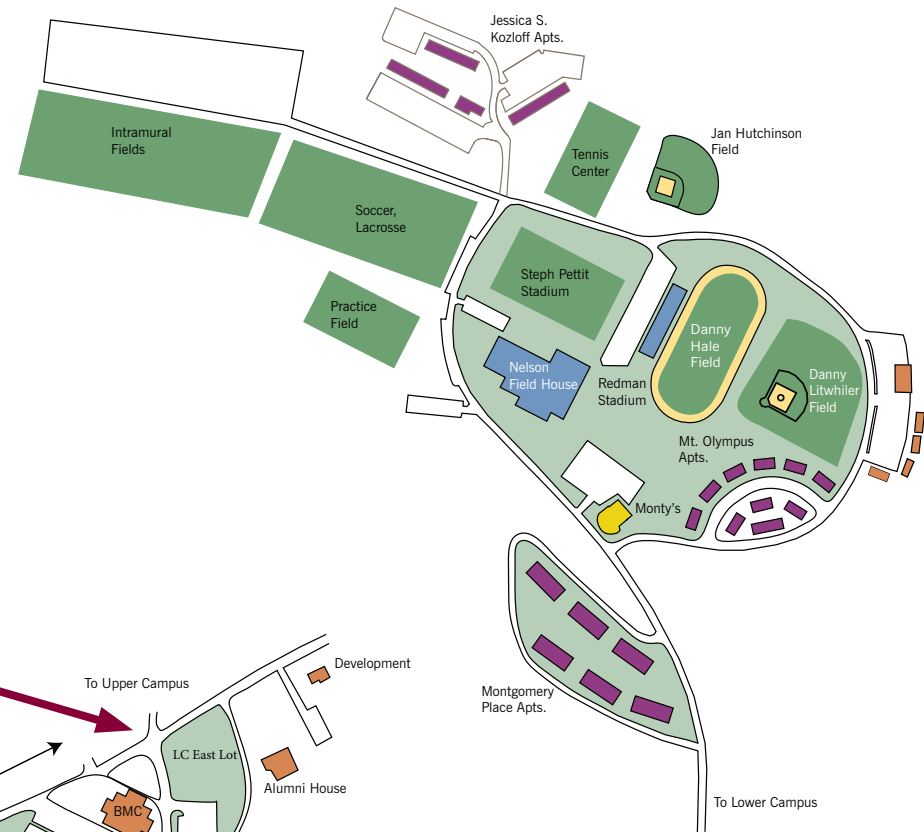 Jessica S.
Kozloff Apts.
Intramural
Fields
Tennis
Center
Jan Hutchinson
Field
Soccer,
Lacrosse
Steph Pettit
Stadium
Practice
Field
Danny
Hale
Field
Nelson
Field House
Redman
Stadium
Danny
Litwhiler
Field
Mt. Olympus
Apts.
Monty's
Montgomery
Place Apts.
Development
To Upper Campus
LC East Lot
Alumni House
BMC
To Lower Campus